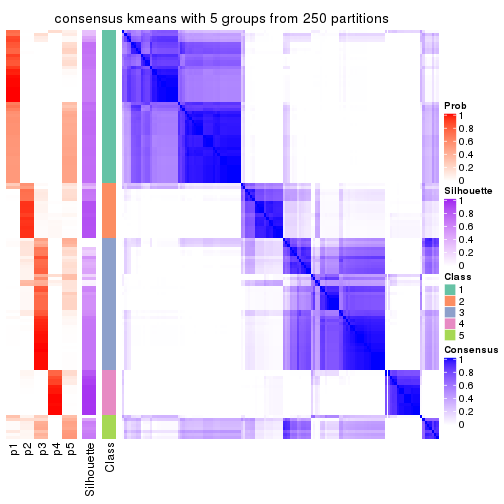 consensus kmeans with 5 groups from 250 partitions
Prob
1
0.8
0.6
0.4
0.2
0
Silhouette
1
0.8
0.6
0.4
0.2
0
Class
1
2
3
4
5
Consensus
1
0.8
0.6
0.4
0.2
0
p1
p2
p3
p4
p5
Silhouette
Class